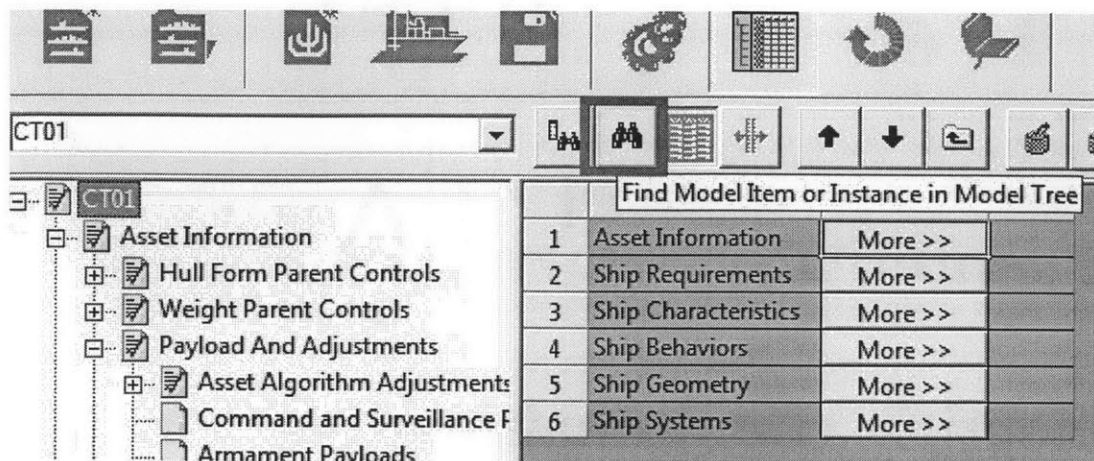 CT01
Find Model Item or Instance in Model Tree
CT01
Asset Information
Hull Form Parent Controls
Weight Parent Controls
Payload And Adjustments
Asset Algorithm Adjustments
Command and Surveillance
Armament Payloads
1 Asset Information More >>
2 Ship Requirements More >>
3 Ship Characteristics More >>
4 Ship Behaviors More >>
5 Ship Geometry More >>
6 Ship Systems More >>